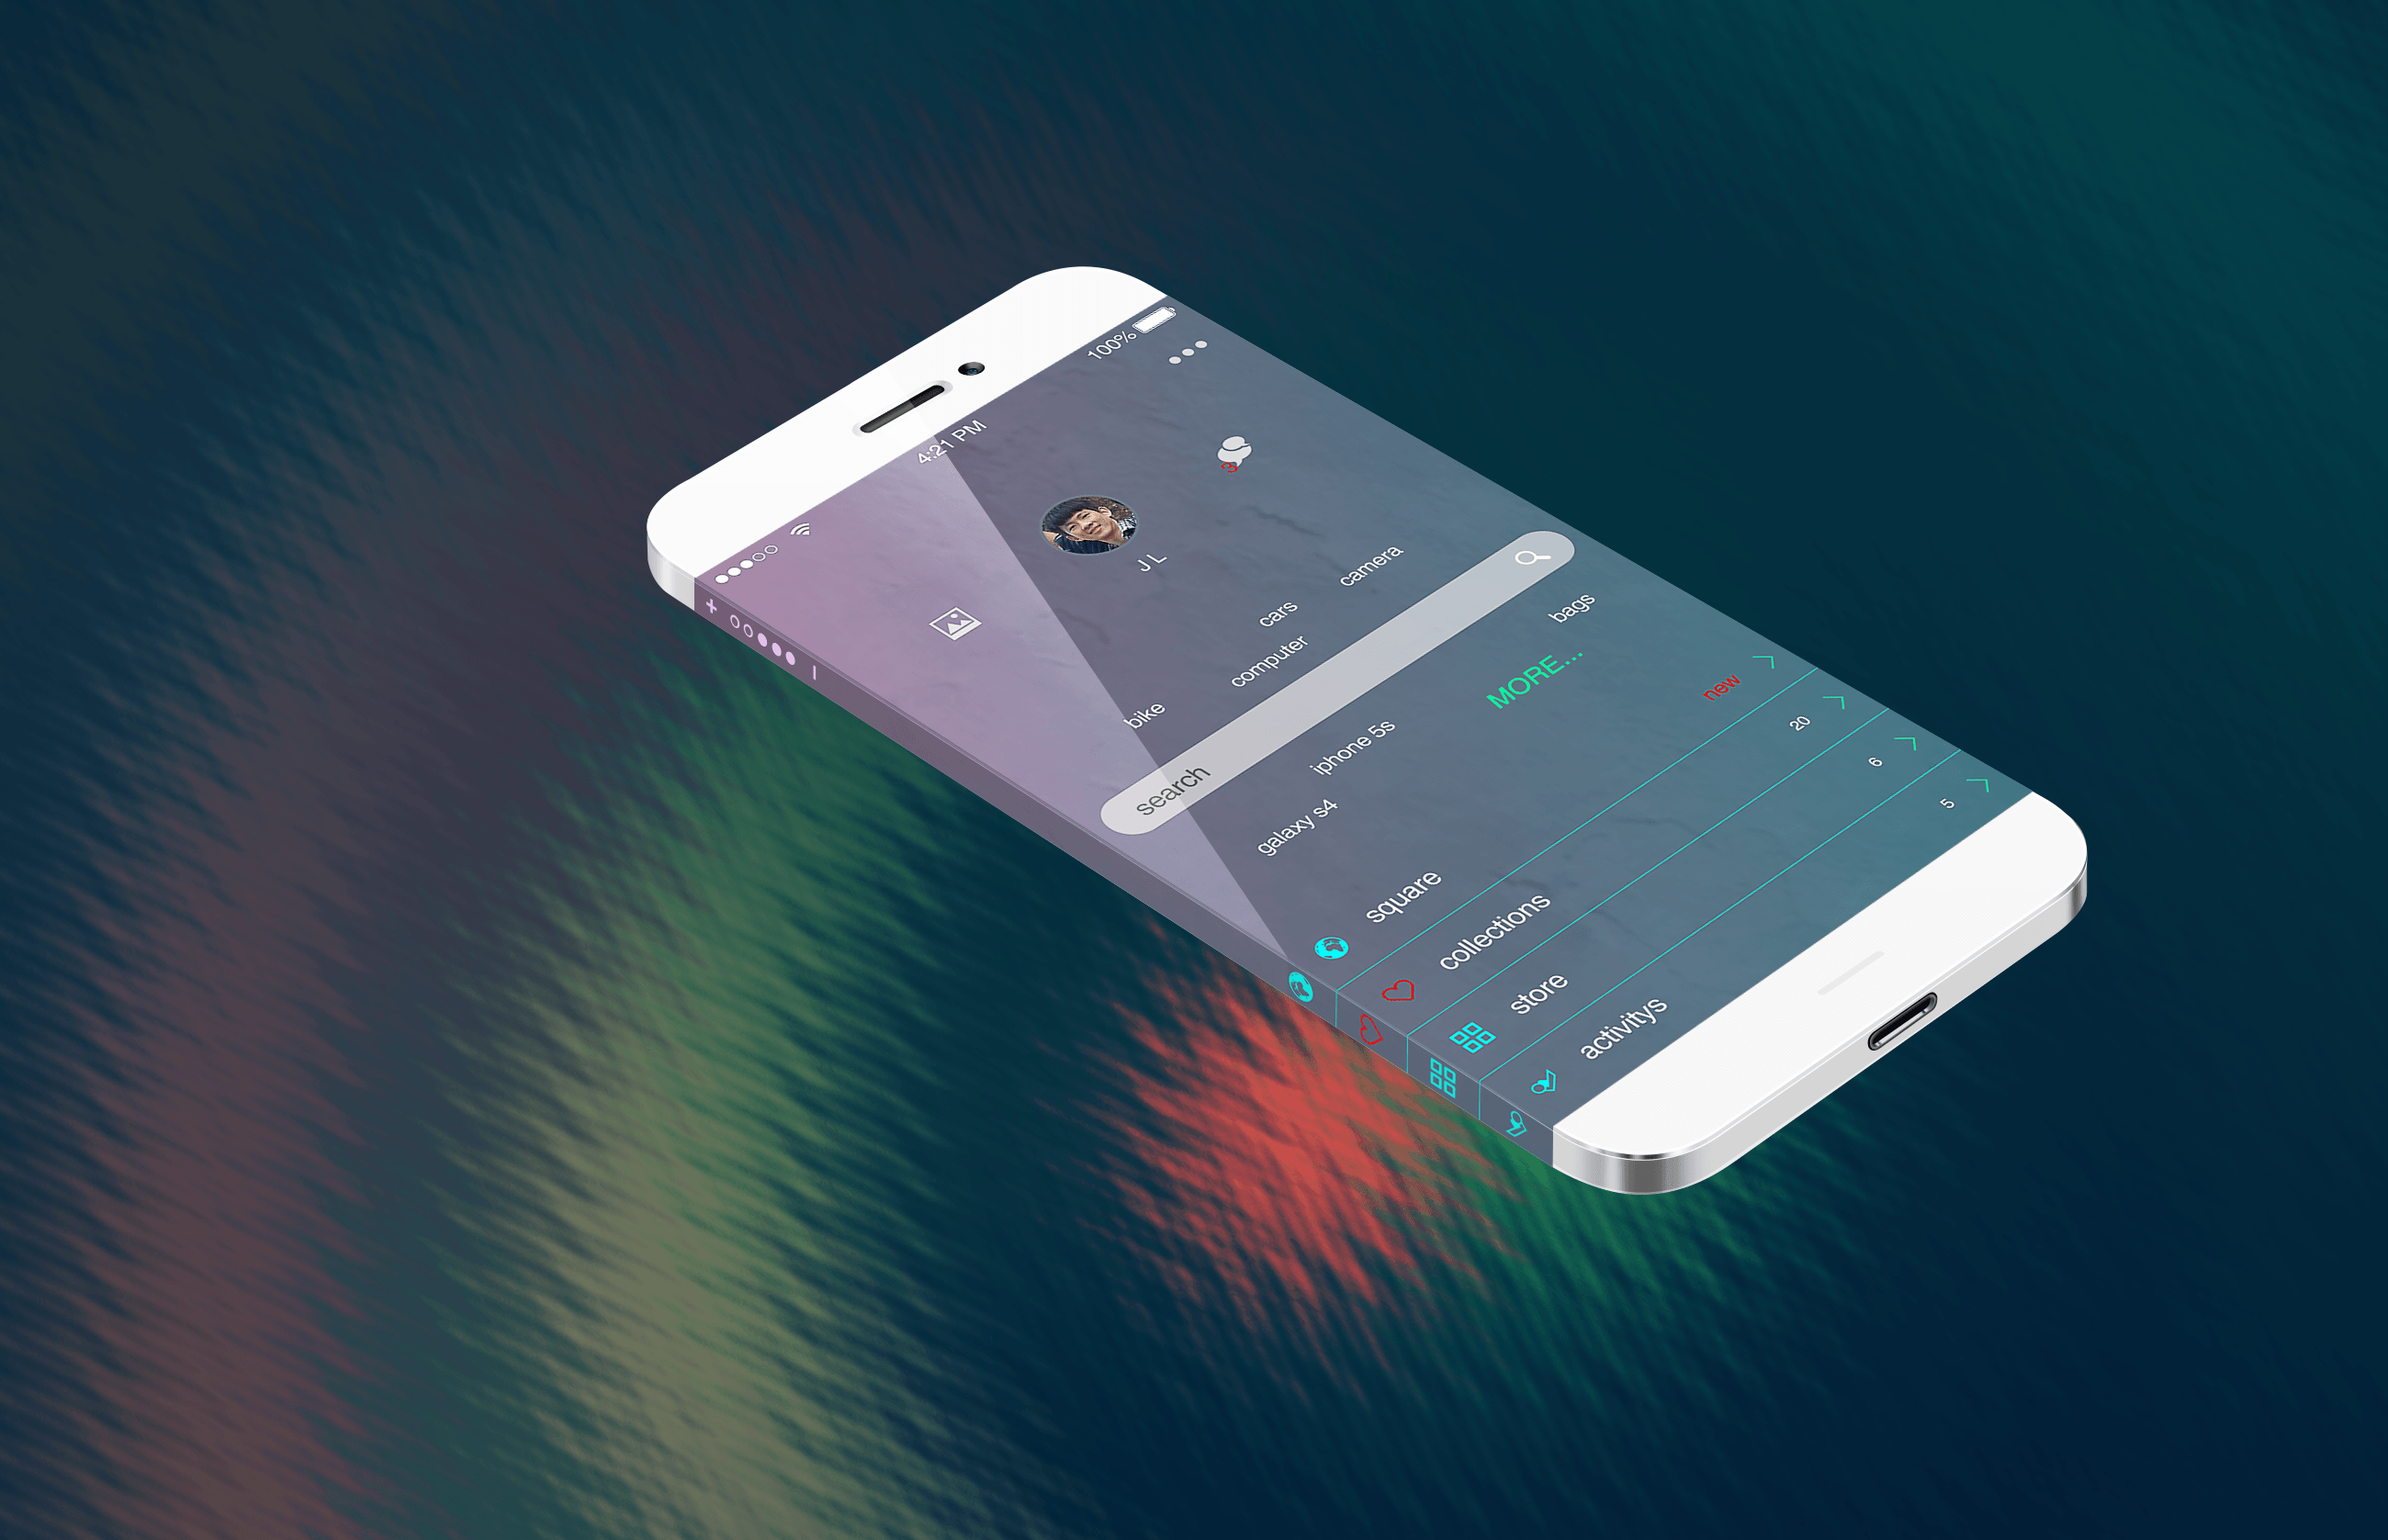 4:21 PM
100%
3
J L
cars
camera
bike
computer
search
iphone 5s
bags
galaxy s4
MORE...
square
new
collections
20
store
6
activitys
5